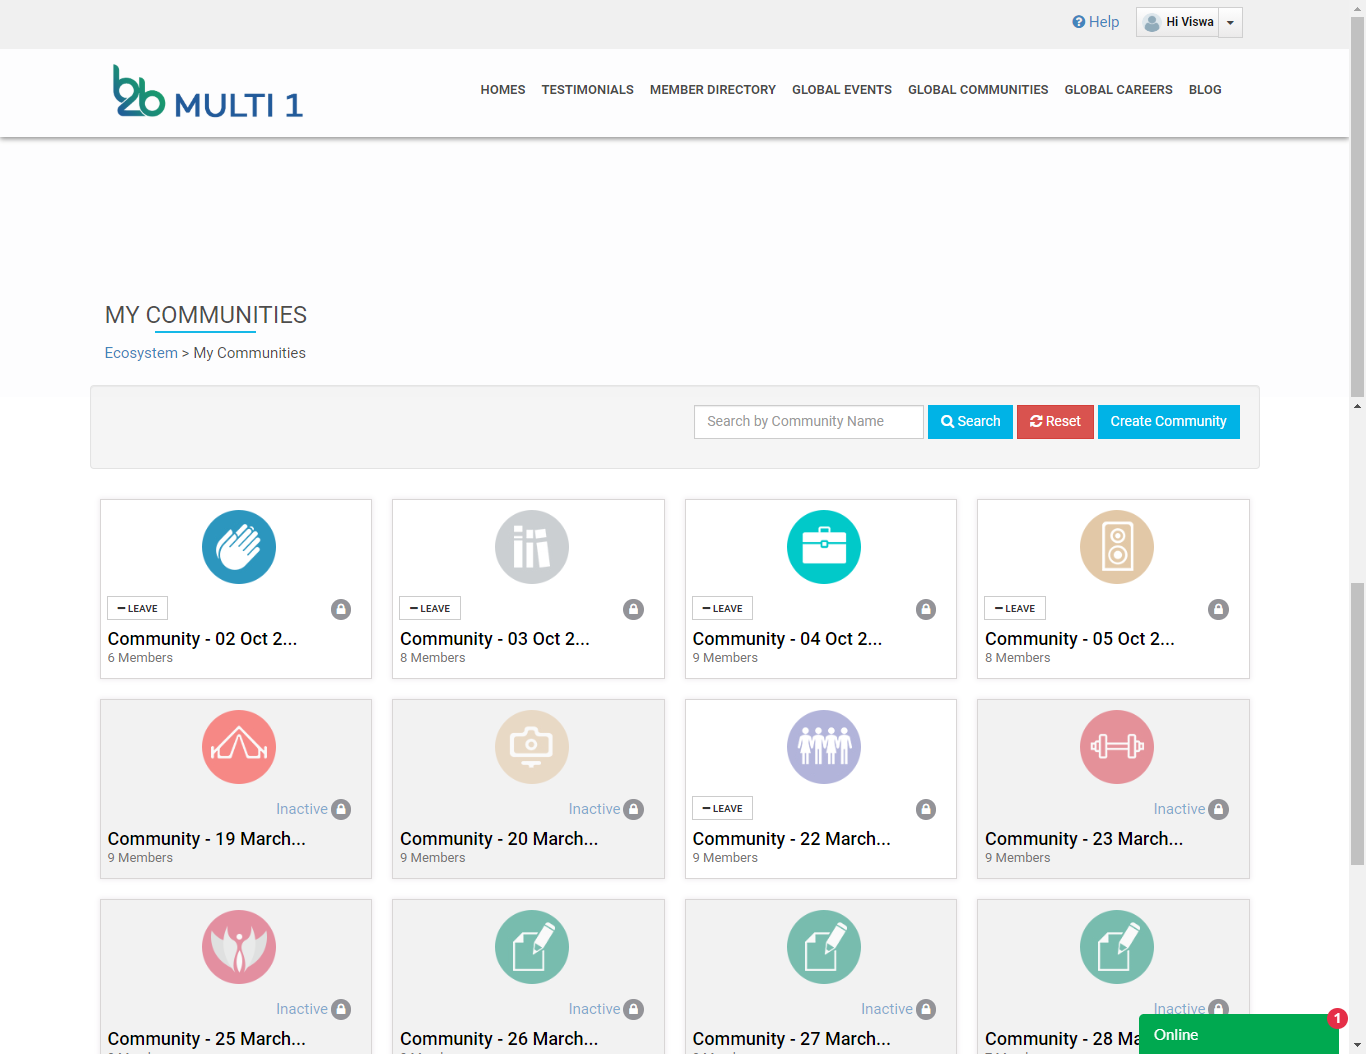 Help
Hi Viswa
b2b MULTI 1
HOMES TESTIMONIALS MEMBER DIRECTORY GLOBAL EVENTS GLOBAL COMMUNITIES GLOBAL CAREERS BLOG
MY COMMUNITIES
Ecosystem > My Communities
Search by Community Name Search Reset Create Community
LEAVE
Community - 02 Oct 2...
6 Members
LEAVE
Community - 03 Oct 2...
8 Members
LEAVE
Community - 04 Oct 2...
9 Members
LEAVE
Community - 05 Oct 2...
8 Members
Inactive
Community - 19 March...
9 Members
Inactive
Community - 20 March...
9 Members
LEAVE
Community - 22 March...
9 Members
Inactive
Community - 23 March...
9 Members
Inactive
Community - 25 March...
Inactive
Community - 26 March...
Inactive
Community - 27 March...
Inactive
Community - 28 Ma
Online
1